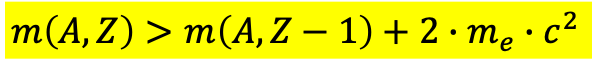 m(A, Z) > m(A, Z − 1) + 2 · mₑ · c²